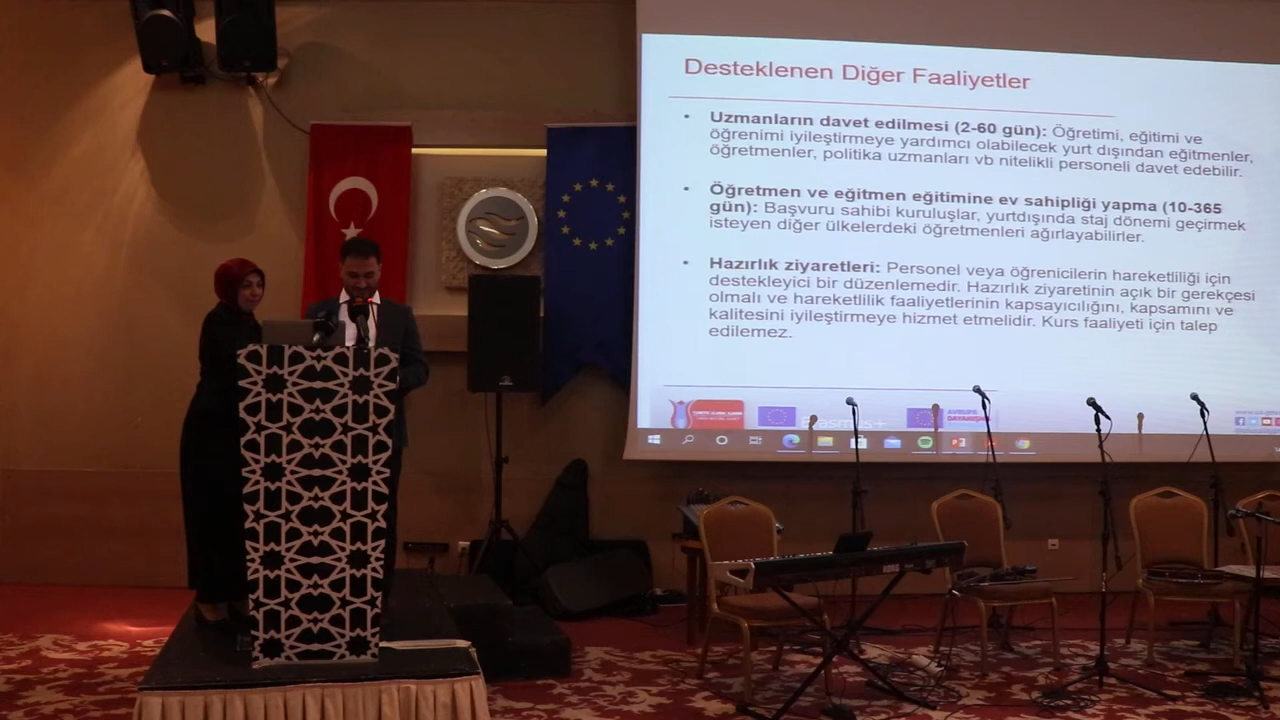 Desteklenen Diğer Faaliyetler
• Uzmanların davet edilmesi (2-60 gün): Öğretimi, eğitimi ve
öğrenimi iyileştirmeye yardımcı olabilecek yurt dışından eğitmenler,
öğretmenler, politika uzmanları vb nitelikli personeli davet edebilir.
• Öğretmen ve eğitmen eğitimine ev sahipliği yapma (10-365
gün): Başvuru sahibi kuruluşlar, yurtdışında staj dönemi geçirmek
isteyen diğer ülkelerdeki öğretmenleri ağırlayabilirler.
• Hazırlık ziyaretleri: Personel veya öğrenicilerin hareketliliği için
destekleyici bir düzenlemedir. Hazırlık ziyaretinin açık bir gerekçesi
olmalı ve hareketlilik faaliyetlerinin kapsayıcılığını, kapsamını ve
kalitesini iyileştirmeye hizmet etmelidir. Kurs faaliyeti için talep
edilemez.
Erasmus+
AVRUPA